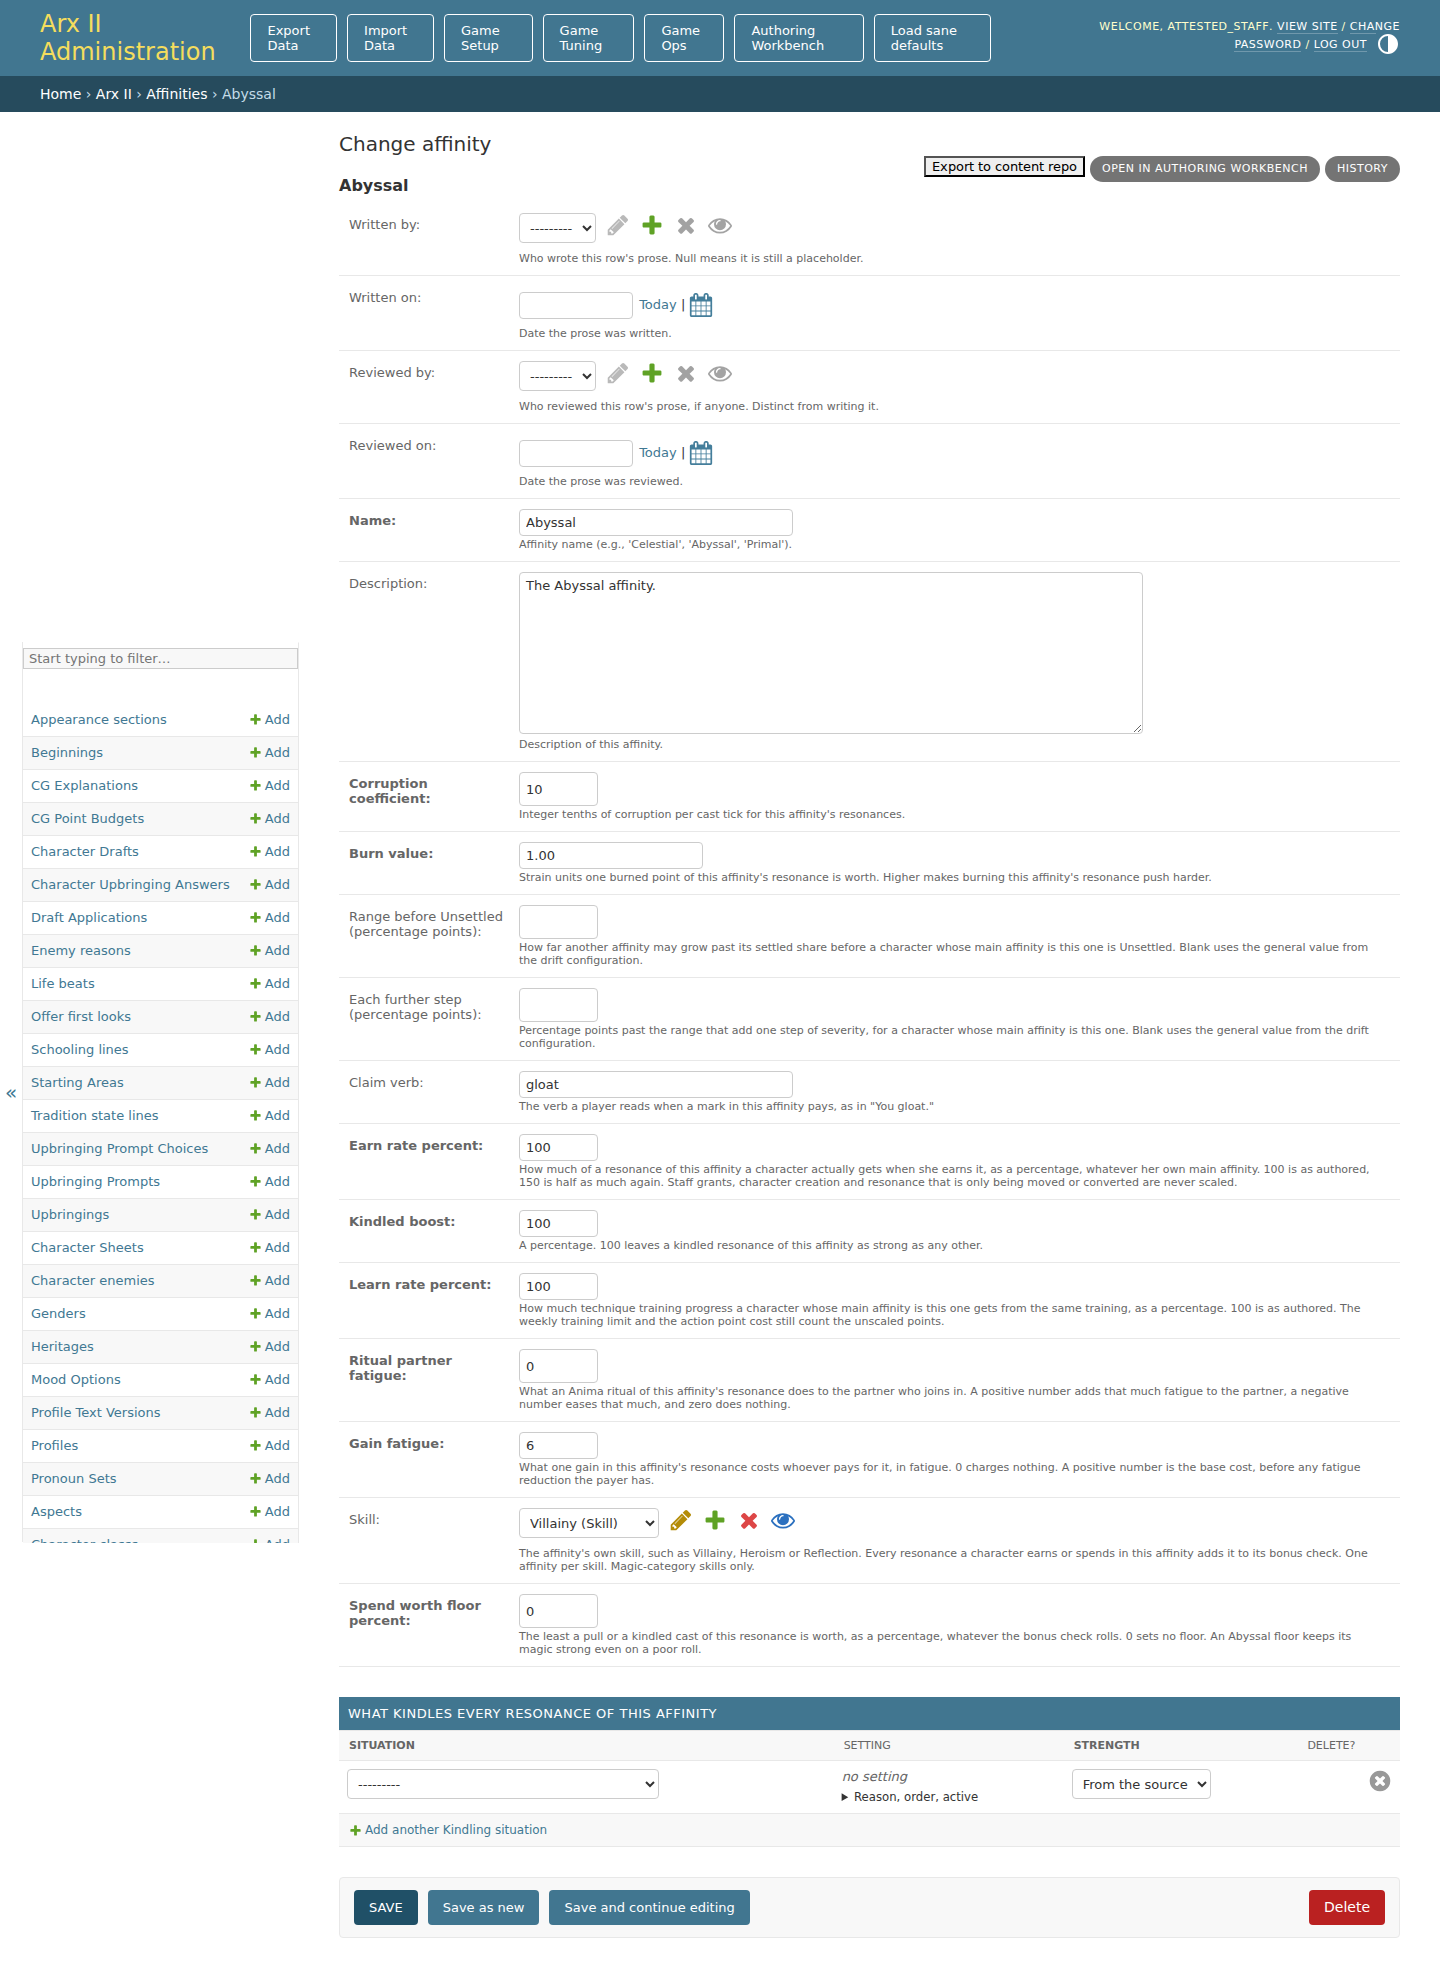 Arx II
Administration
Export
Data
Import
Data
Game
Setup
Game
Tuning
Game
Ops
Authoring
Workbench
Load sane
defaults
WELCOME, ATTESTED_STAFF. VIEW SITE / CHANGE
PASSWORD / LOG OUT
Home › Arx II › Affinities › Abyssal
Change affinity
Export to content repo
OPEN IN AUTHORING WORKBENCH
HISTORY
Abyssal
Written by:
---------
Who wrote this row's prose. Null means it is still a placeholder.
Written on:
Today |
Date the prose was written.
Reviewed by:
---------
Who reviewed this row's prose, if anyone. Distinct from writing it.
Reviewed on:
Today |
Date the prose was reviewed.
Name:
Abyssal
Affinity name (e.g., 'Celestial', 'Abyssal', 'Primal').
Description:
The Abyssal affinity.
Description of this affinity.
Corruption
coefficient:
10
Integer tenths of corruption per cast tick for this affinity's resonances.
Burn value:
1.00
Strain units one burned point of this affinity's resonance is worth. Higher makes burning this affinity's resonance push harder.
Range before Unsettled
(percentage points):
How far another affinity may grow past its settled share before a character whose main affinity is this one is Unsettled. Blank uses the general value from
the drift configuration.
Each further step
(percentage points):
Percentage points past the range that add one step of severity, for a character whose main affinity is this one. Blank uses the general value from the drift
configuration.
Claim verb:
gloat
The verb a player reads when a mark in this affinity pays, as in "You gloat."
Earn rate percent:
100
How much of a resonance of this affinity a character actually gets when she earns it, as a percentage, whatever her own main affinity. 100 is as authored,
150 is half as much again. Staff grants, character creation and resonance that is only being moved or converted are never scaled.
Kindled boost:
100
A percentage. 100 leaves a kindled resonance of this affinity as strong as any other.
Learn rate percent:
100
How much technique training progress a character whose main affinity is this one gets from the same training, as a percentage. 100 is as authored. The
weekly training limit and the action point cost still count the unscaled points.
Ritual partner
fatigue:
0
What an Anima ritual of this affinity's resonance does to the partner who joins in. A positive number adds that much fatigue to the partner, a negative
number eases that much, and zero does nothing.
Gain fatigue:
6
What one gain in this affinity's resonance costs whoever pays for it, in fatigue. 0 charges nothing. A positive number is the base cost, before any fatigue
reduction the payer has.
Skill:
Villainy (Skill)
The affinity's own skill, such as Villainy, Heroism or Reflection. Every resonance a character earns or spends in this affinity adds it to its bonus check. One
affinity per skill. Magic-category skills only.
Spend worth floor
percent:
0
The least a pull or a kindled cast of this resonance is worth, as a percentage, whatever the bonus check rolls. 0 sets no floor. An Abyssal floor keeps its
magic strong even on a poor roll.
WHAT KINDLES EVERY RESONANCE OF THIS AFFINITY
SITUATION
SETTING
STRENGTH
DELETE?
---------
no setting
Reason, order, active
From the source
Add another Kindling situation
SAVE
Save as new
Save and continue editing
Delete
Start typing to filter…
Appearance sections Add
Beginnings Add
CG Explanations Add
CG Point Budgets Add
Character Drafts Add
Character Upbringing Answers Add
Draft Applications Add
Enemy reasons Add
Life beats Add
Offer first looks Add
Schooling lines Add
Starting Areas Add
Tradition state lines Add
Upbringing Prompt Choices Add
Upbringing Prompts Add
Upbringings Add
Character Sheets Add
Character enemies Add
Genders Add
Heritages Add
Mood Options Add
Profile Text Versions Add
Profiles Add
Pronoun Sets Add
Aspects Add
«